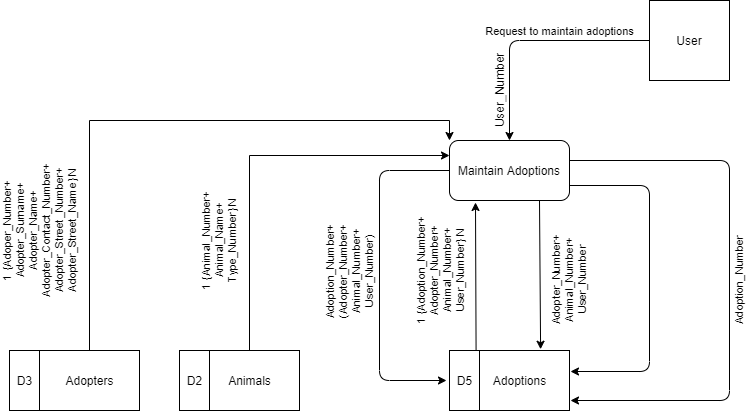 Request to maintain adoptions
User
User_Number
Maintain Adoptions
1 {Adoper_Number+
Adopter_Surname+
Adopter_Name+
Adopter_Contact_Number+
Adopter_Street_Number+
Adopter_Street_Name}N
1 {Animal_Number+
Animal_Name+
Type_Number}N
Adoption_Number+
(Adopter_Number+
Animal_Number+
User_Number)
1 {Adoption_Number+
Adopter_Number+
Animal_Number+
User_Number}N
Adopter_Number+
Animal_Number+
User_Number
Adoption_Number
D3 Adopters
D2 Animals
D5 Adoptions